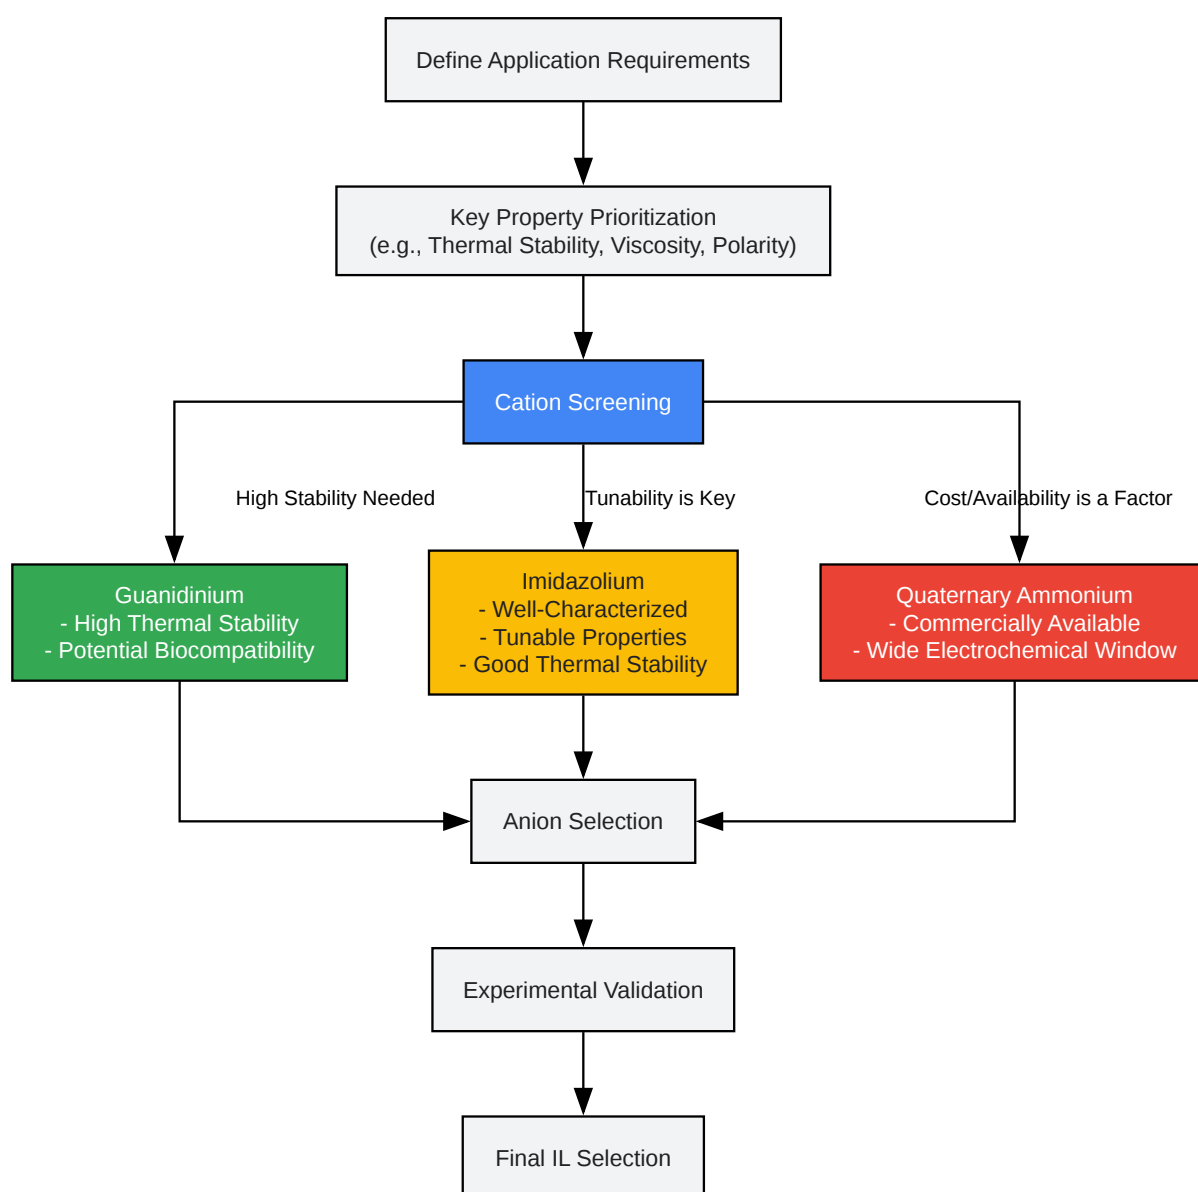 Define Application Requirements
Key Property Prioritization
(e.g., Thermal Stability, Viscosity, Polarity)
Cation Screening
High Stability Needed
Tunability is Key
Cost/Availability is a Factor
Guanidinium
- High Thermal Stability
- Potential Biocompatibility
Imidazolium
- Well-Characterized
- Tunable Properties
- Good Thermal Stability
Quaternary Ammonium
- Commercially Available
- Wide Electrochemical Window
Anion Selection
Experimental Validation
Final IL Selection